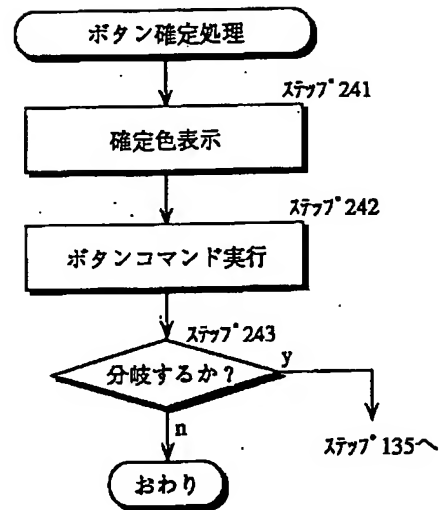 ボタン確定処理
ステップ241
確定色表示
ステップ242
ボタンコマンド実行
ステップ243
分岐するか？
y
n
ステップ135へ
おわり